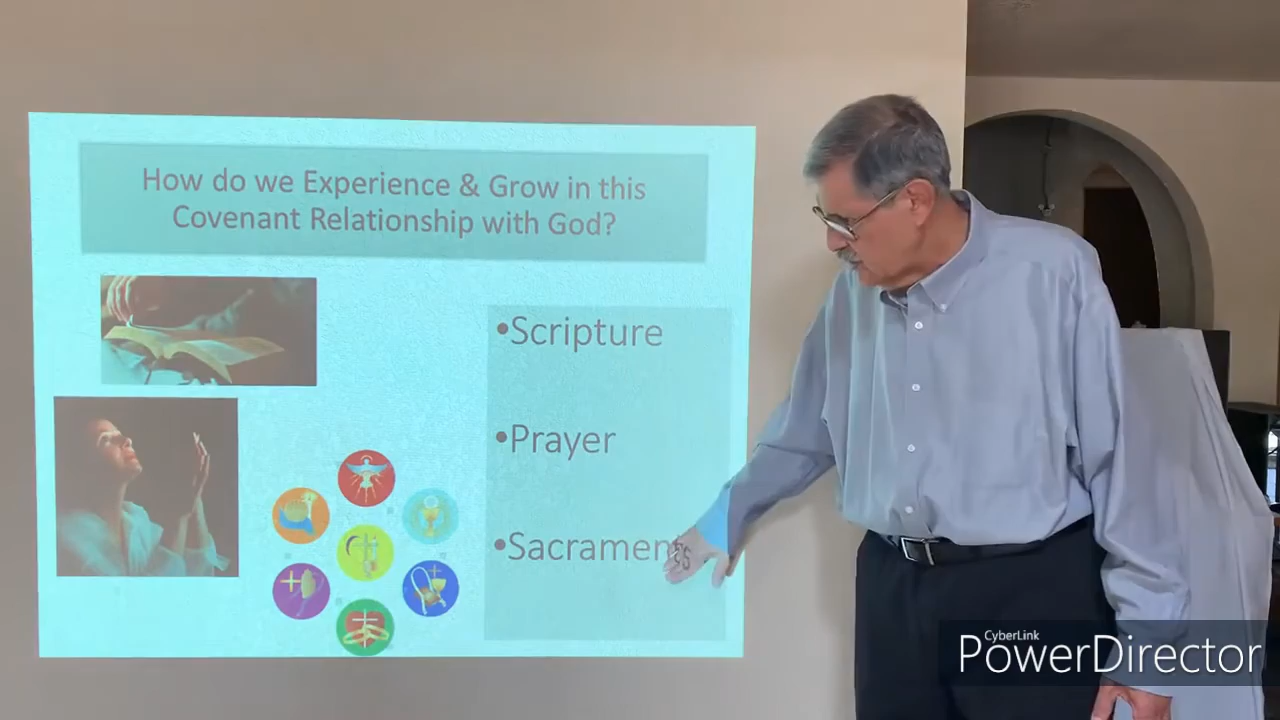 How do we Experience & Grow in this
Covenant Relationship with God?
•Scripture
•Prayer
•Sacraments
CyberLink
PowerDirector